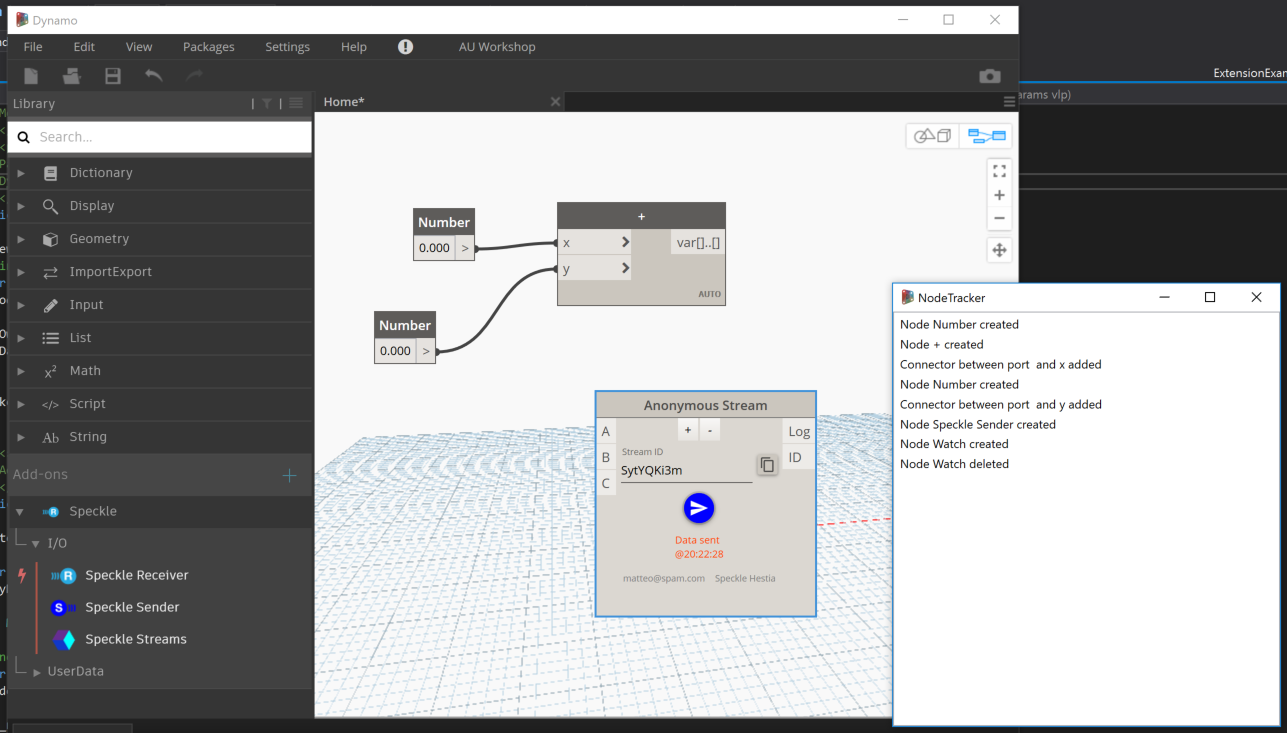 Dynamo
File Edit View Packages Settings Help AU Workshop
ExtensionExa
Library
Home*
arams vlp)
Search...
Dictionary
Display
Geometry
ImportExport
Input
List
Math
Script
String
Add-ons
Speckle
I/O
Speckle Receiver
Speckle Sender
Speckle Streams
UserData
Number
0.000 >
Number
0.000 >
+
x > var[]..[]
y >
AUTO
Anonymous Stream
A + - Log
Stream ID
B SytYQKi3m ID
C
Data sent
@20:22:28
matteo@spam.com Speckle Hestia
NodeTracker
Node Number created
Node + created
Connector between port  and x added
Node Number created
Connector between port  and y added
Node Speckle Sender created
Node Watch created
Node Watch deleted